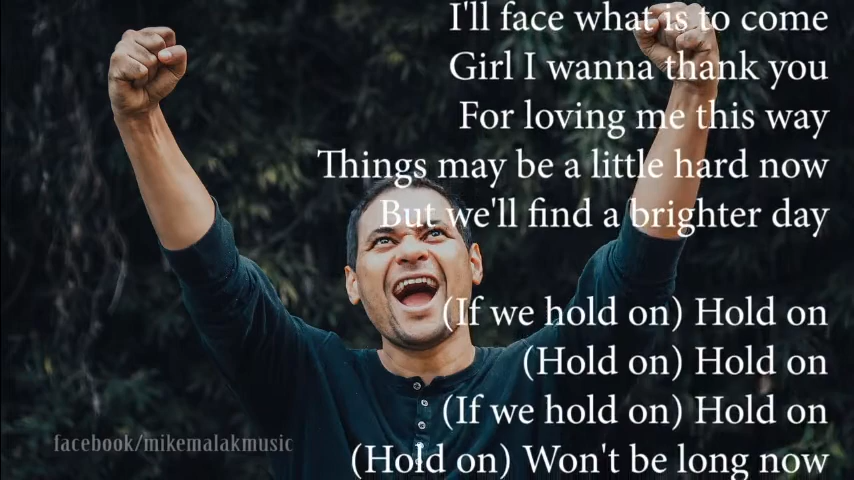 I'll face what is to come
Girl I wanna thank you
For loving me this way
Things may be a little hard now
But we'll find a brighter day
(If we hold on) Hold on
(Hold on) Hold on
(If we hold on) Hold on
(Hold on) Won't be long now
facebook/mikemalakmusic